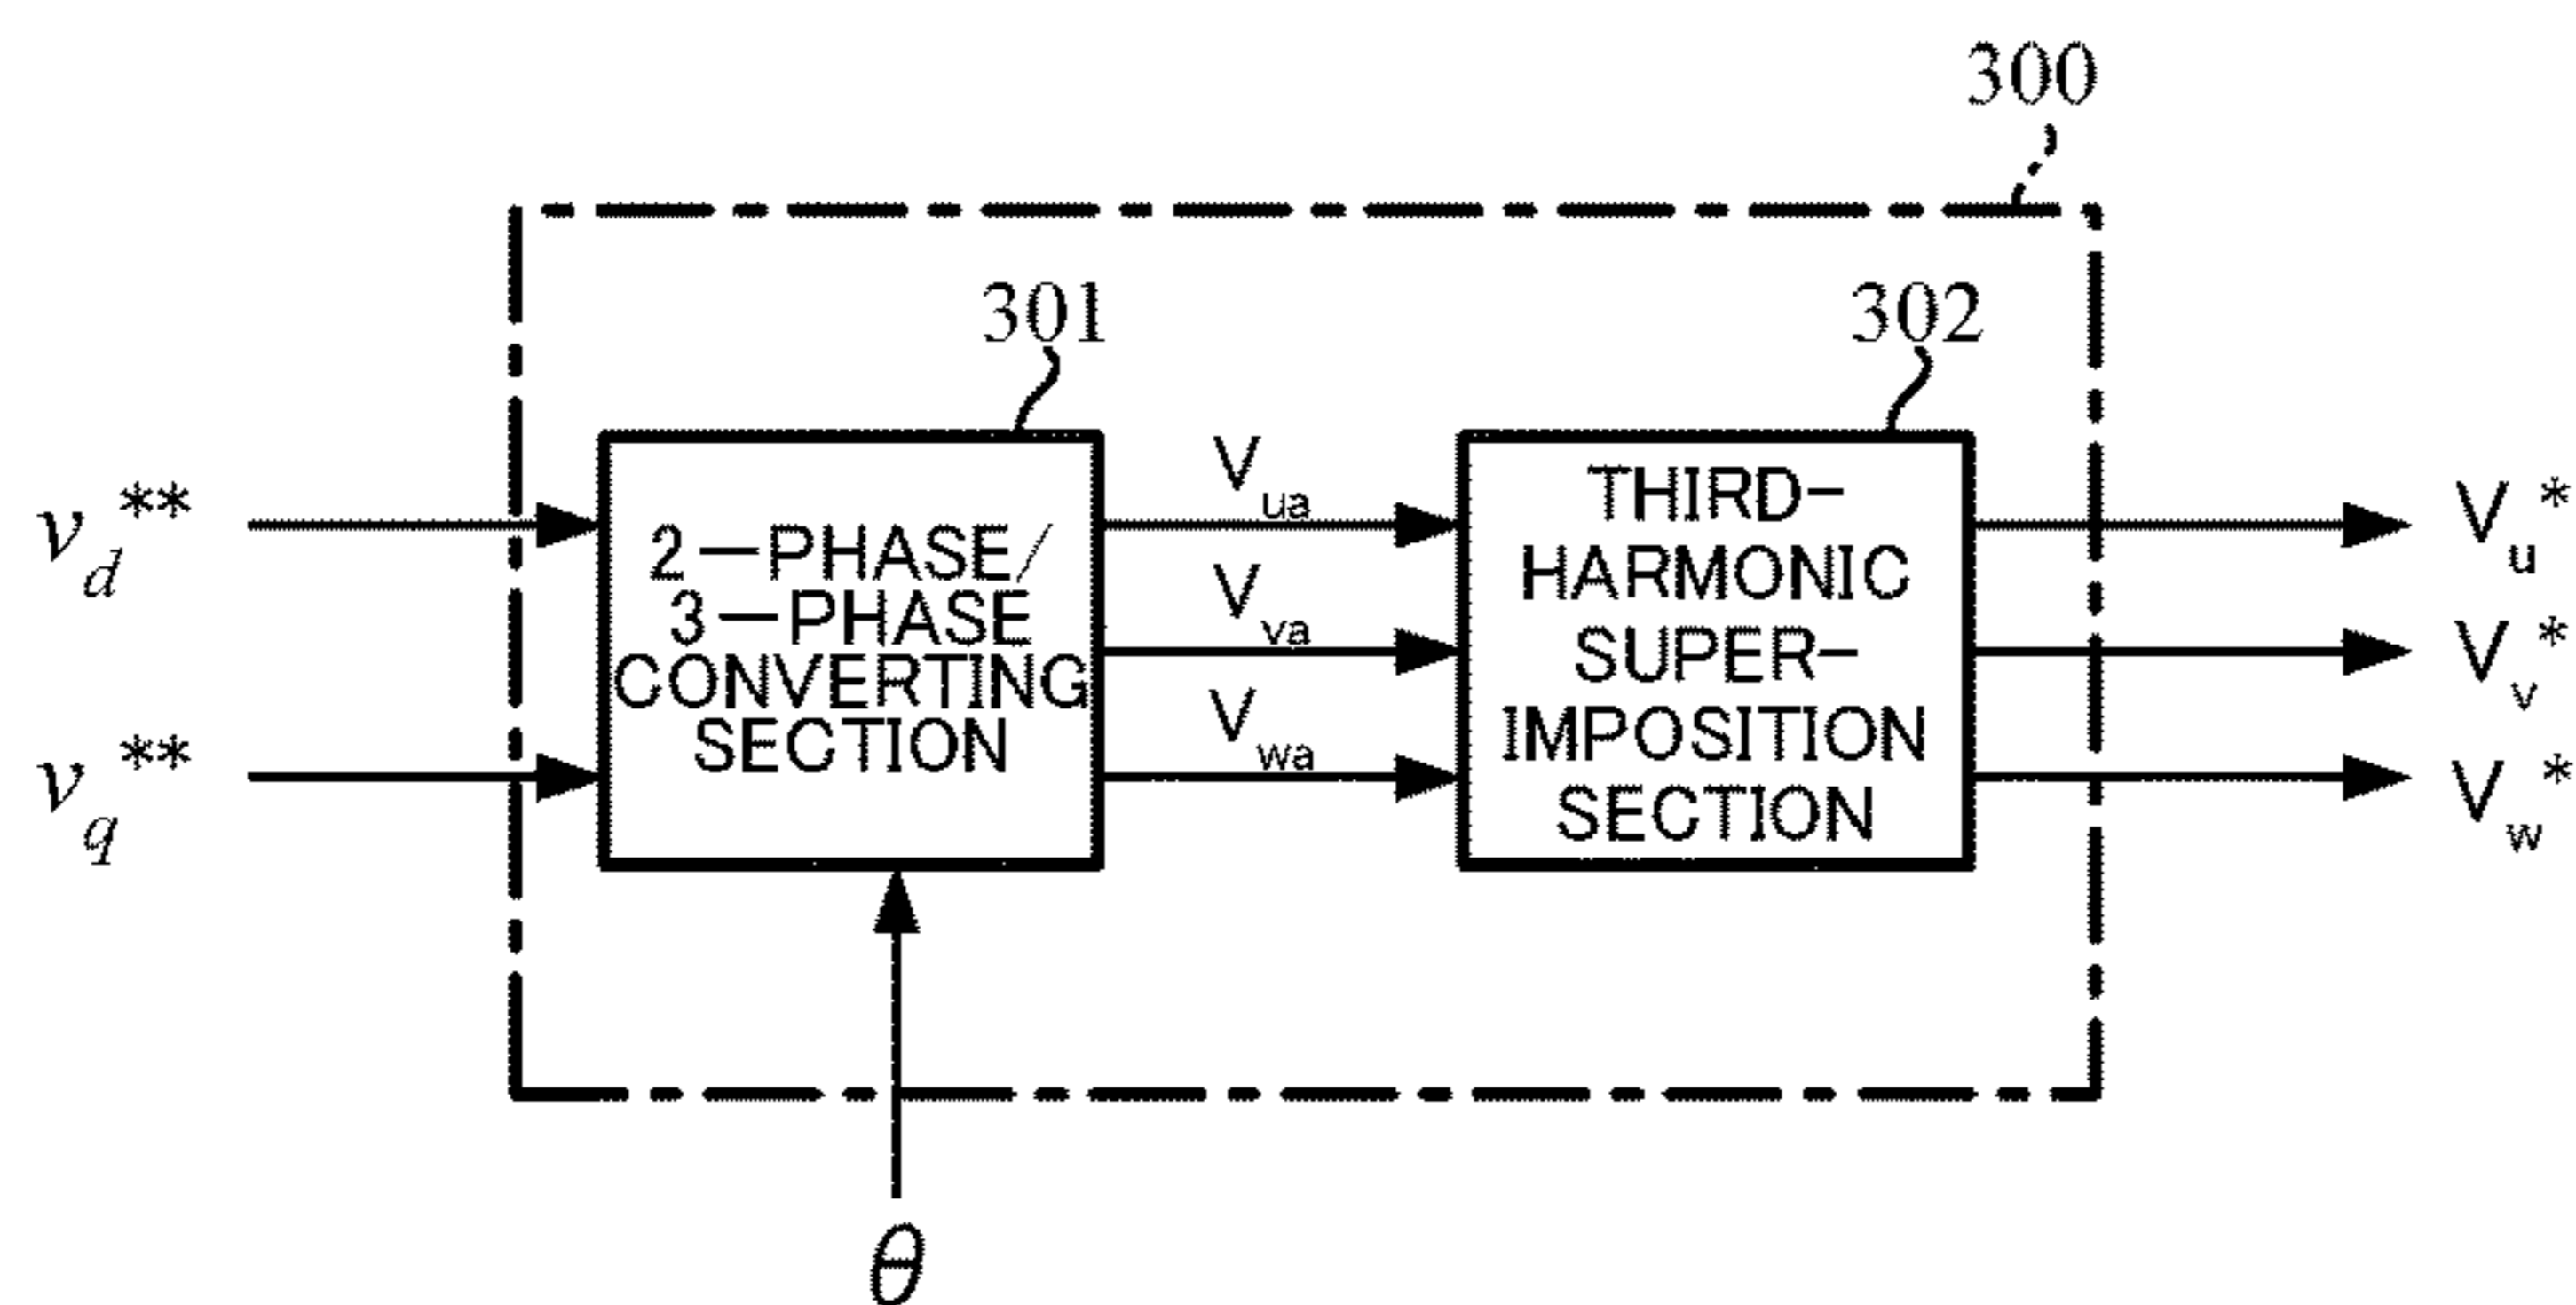 300
301
302
v_d**
v_q**
2-PHASE/
3-PHASE
CONVERTING
SECTION
V_ua
V_va
V_wa
THIRD-
HARMONIC
SUPER-
IMPOSITION
SECTION
V_u*
V_v*
V_w*
θ